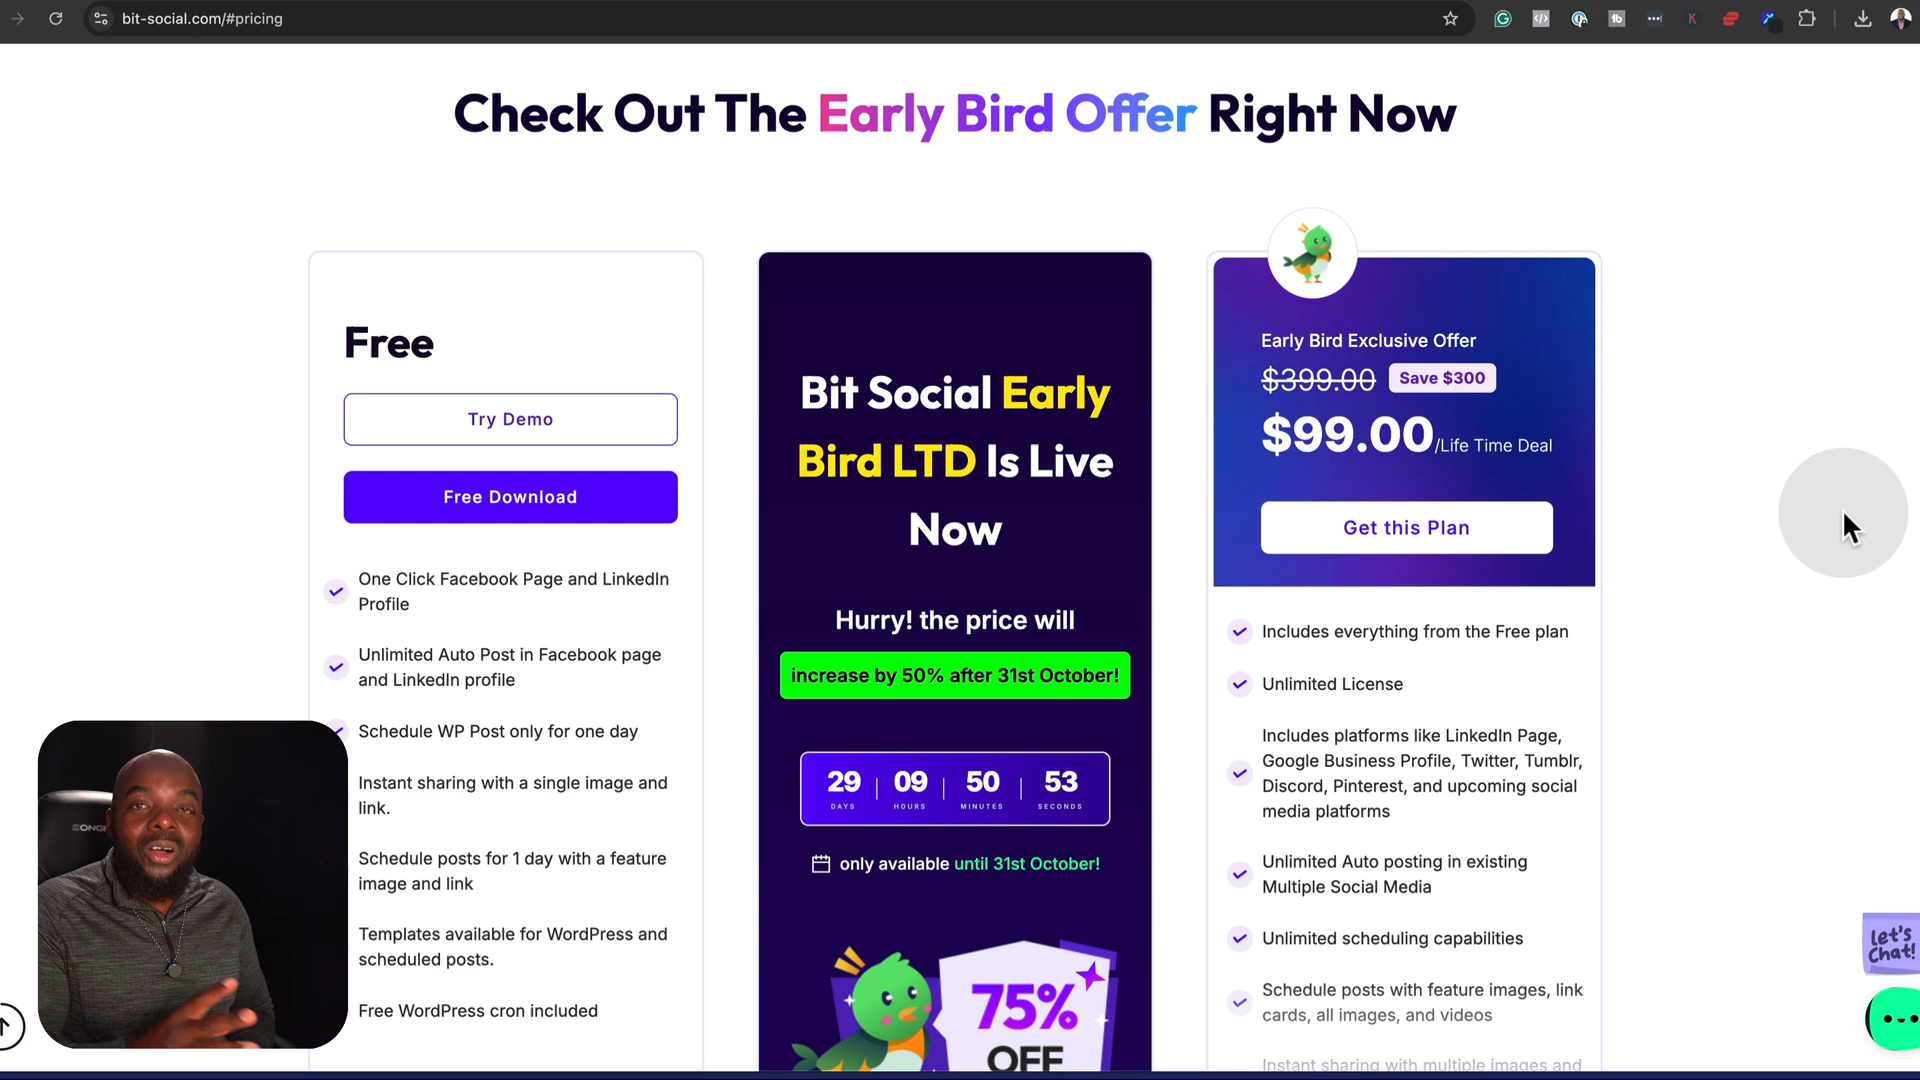 bit-social.com/#pricing
Check Out The Early Bird Offer Right Now
Free
Try Demo
Free Download
One Click Facebook Page and LinkedIn
Profile
Unlimited Auto Post in Facebook page
and LinkedIn profile
Schedule WP Post only for one day
Instant sharing with a single image and
link.
Schedule posts for 1 day with a feature
image and link
Templates available for WordPress and
scheduled posts.
Free WordPress cron included
Bit Social Early
Bird LTD Is Live
Now
Hurry! the price will
increase by 50% after 31st October!
29 09 50 53
DAYS HOURS MINUTES SECONDS
only available until 31st October!
75%
OFF
Early Bird Exclusive Offer
$399.00 Save $300
$99.00/Life Time Deal
Get this Plan
Includes everything from the Free plan
Unlimited License
Includes platforms like LinkedIn Page,
Google Business Profile, Twitter, Tumblr,
Discord, Pinterest, and upcoming social
media platforms
Unlimited Auto posting in existing
Multiple Social Media
Unlimited scheduling capabilities
Schedule posts with feature images, link
cards, all images, and videos
Instant sharing with multiple images and
let's
Chat!